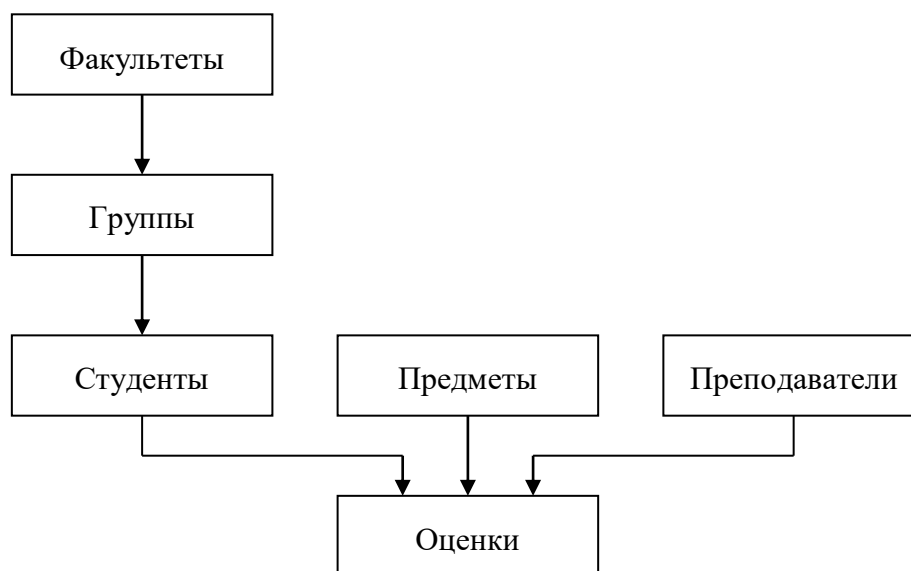 Факультеты
Группы
Студенты
Предметы
Преподаватели
Оценки